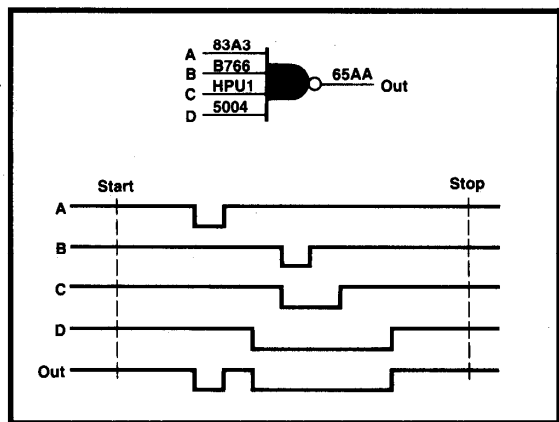 A 83A3
B B766
C HPU1
D 5004
65AA Out
Start Stop
A
B
C
D
Out